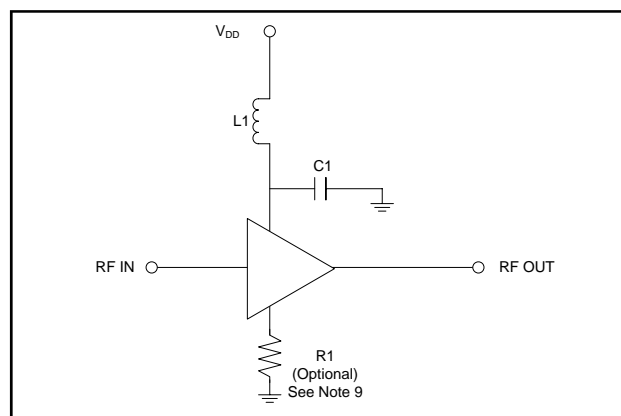 VDD
L1
C1
RF IN
RF OUT
R1
(Optional)
See Note 9